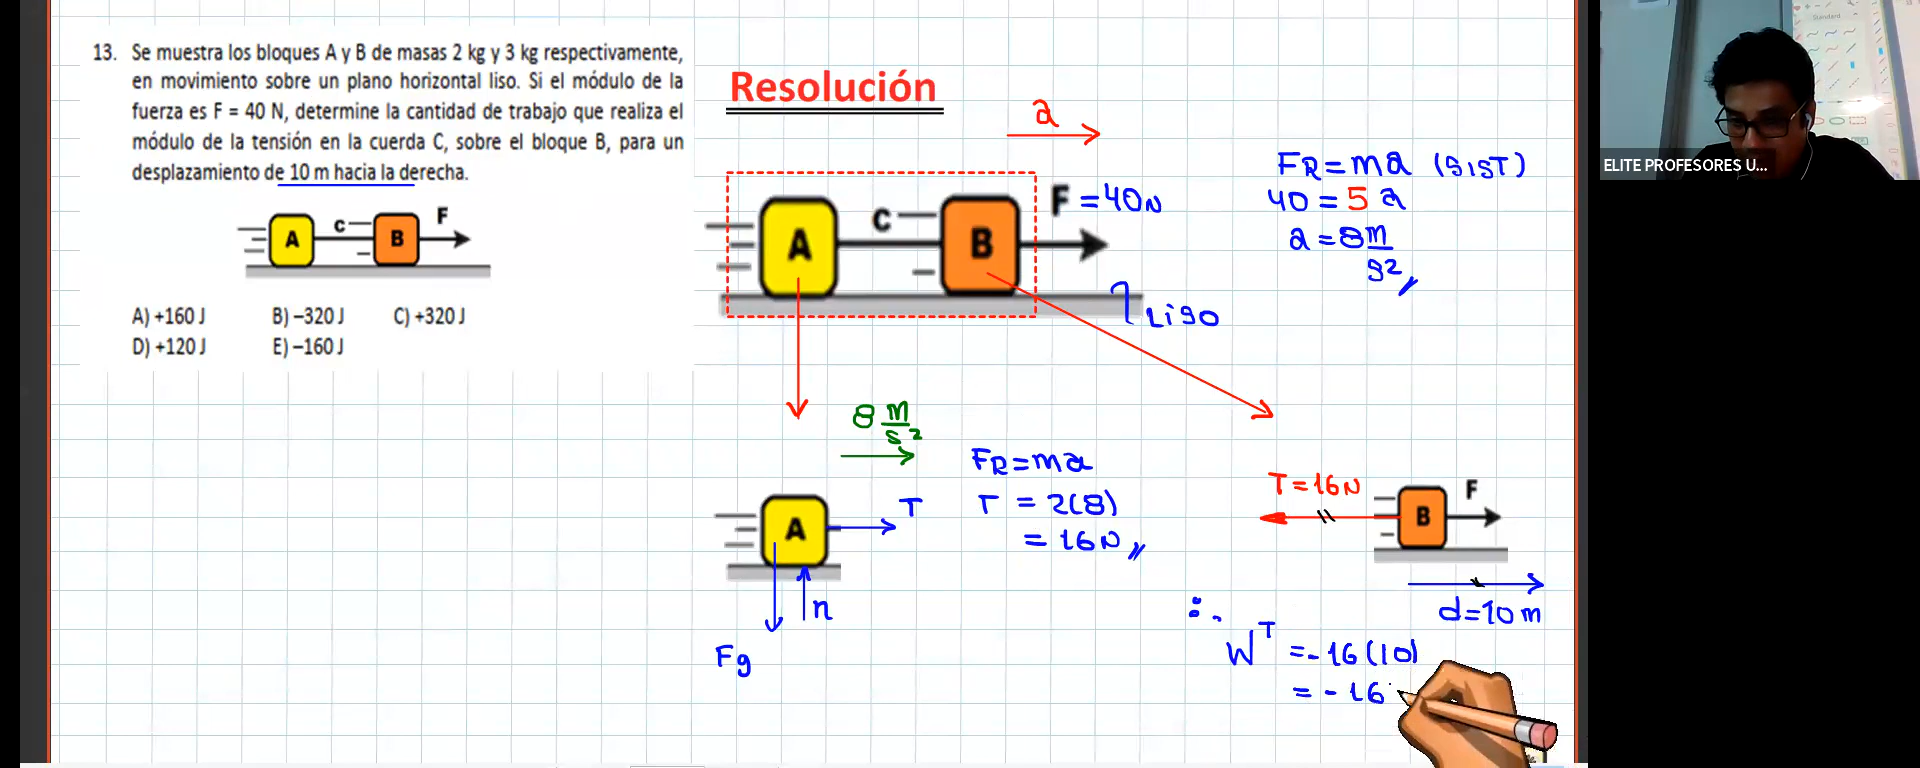 13. Se muestra los bloques A y B de masas 2 kg y 3 kg respectivamente,
en movimiento sobre un plano horizontal liso. Si el módulo de la
fuerza es F = 40 N, determine la cantidad de trabajo que realiza el
módulo de la tensión en la cuerda C, sobre el bloque B, para un
desplazamiento de 10 m hacia la derecha.
A C B F
A) +160 J B) –320 J C) +320 J
D) +120 J E) –160 J
Resolución
a
A C B F = 40N
Liso
FR = ma (SIST)
40 = 5 a
a = 8 m/s²
8 m/s²
A T
n
Fg
FR = ma
T = 2(8)
= 16N
T = 16N B F
d = 10 m
∴ W^T = -16(10)
= -16
ELITE PROFESORES U...
Standard